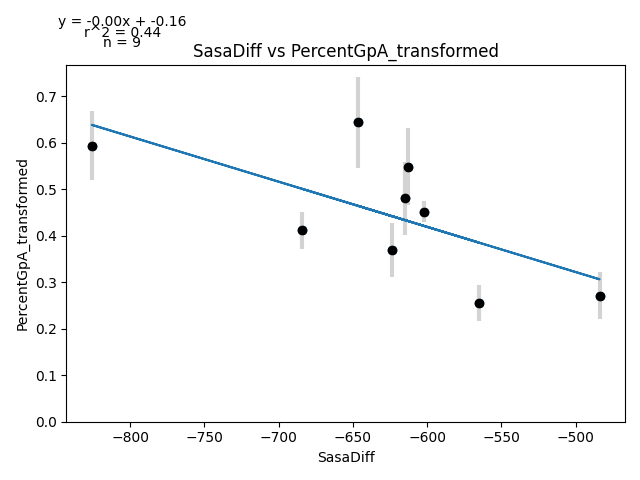 y = -0.00x + -0.16
r^2 = 0.44
n = 9
SasaDiff vs PercentGpA_transformed
PercentGpA_transformed
0.7
0.6
0.5
0.4
0.3
0.2
0.1
0.0
−800
−750
−700
−650
−600
−550
−500
SasaDiff